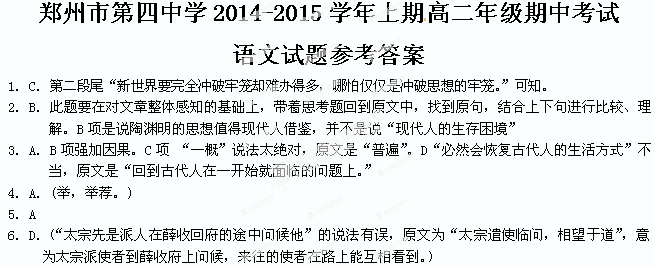 郑州市第四中学 2014-2015 学年上期高二年级期中考试
语文试题参考答案
1. C. 第二段尾“新世界要完全冲破牢笼却难办得多，哪怕仅仅是冲破思想的牢笼。”可知。
2. B. 此题要在对文章整体感知的基础上，带着思考题回到原文中，找到原句，结合上下句进行比较、理
解。B 项是说陶渊明的思想值得现代人借鉴，并不是说“现代人的生存困境”
3. A. B 项强加因果。C 项 “一概”说法太绝对，原文是“普遍”。D“必然会恢复古代人的生活方式”不
当，原文是“回到古代人在一开始就面临的问题上。”
4. A. (举，举荐。)
5. A
6. D. (“太宗先是派人在薛收回府的途中问候他”的说法有误，原文为“太宗遣使临问，相望于道”，意
为太宗派使者到薛收府上问候，来往的使者在路上能互相看到。)